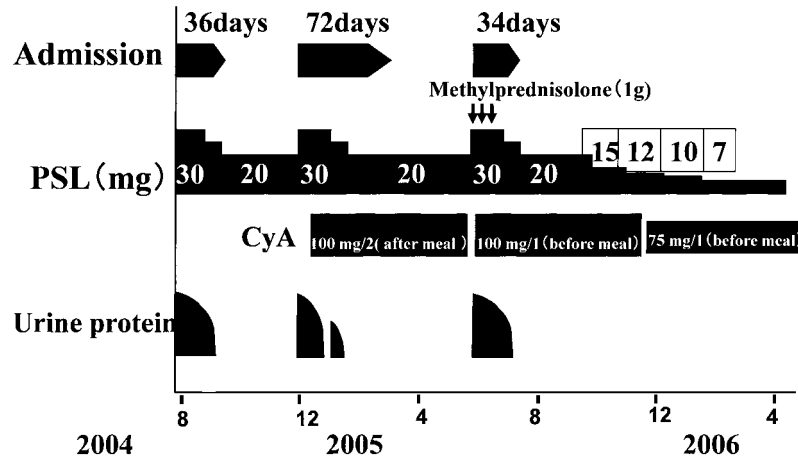 36days 72days 34days
Admission
Methylprednisolone(1g)
15 12 10 7
PSL(mg) 30 20 30 20 30 20
CyA 100 mg/2( after meal ) 100 mg/1(before meal) 75 mg/1(before meal)
Urine protein
8 12 4 8 12 4
2004 2005 2006